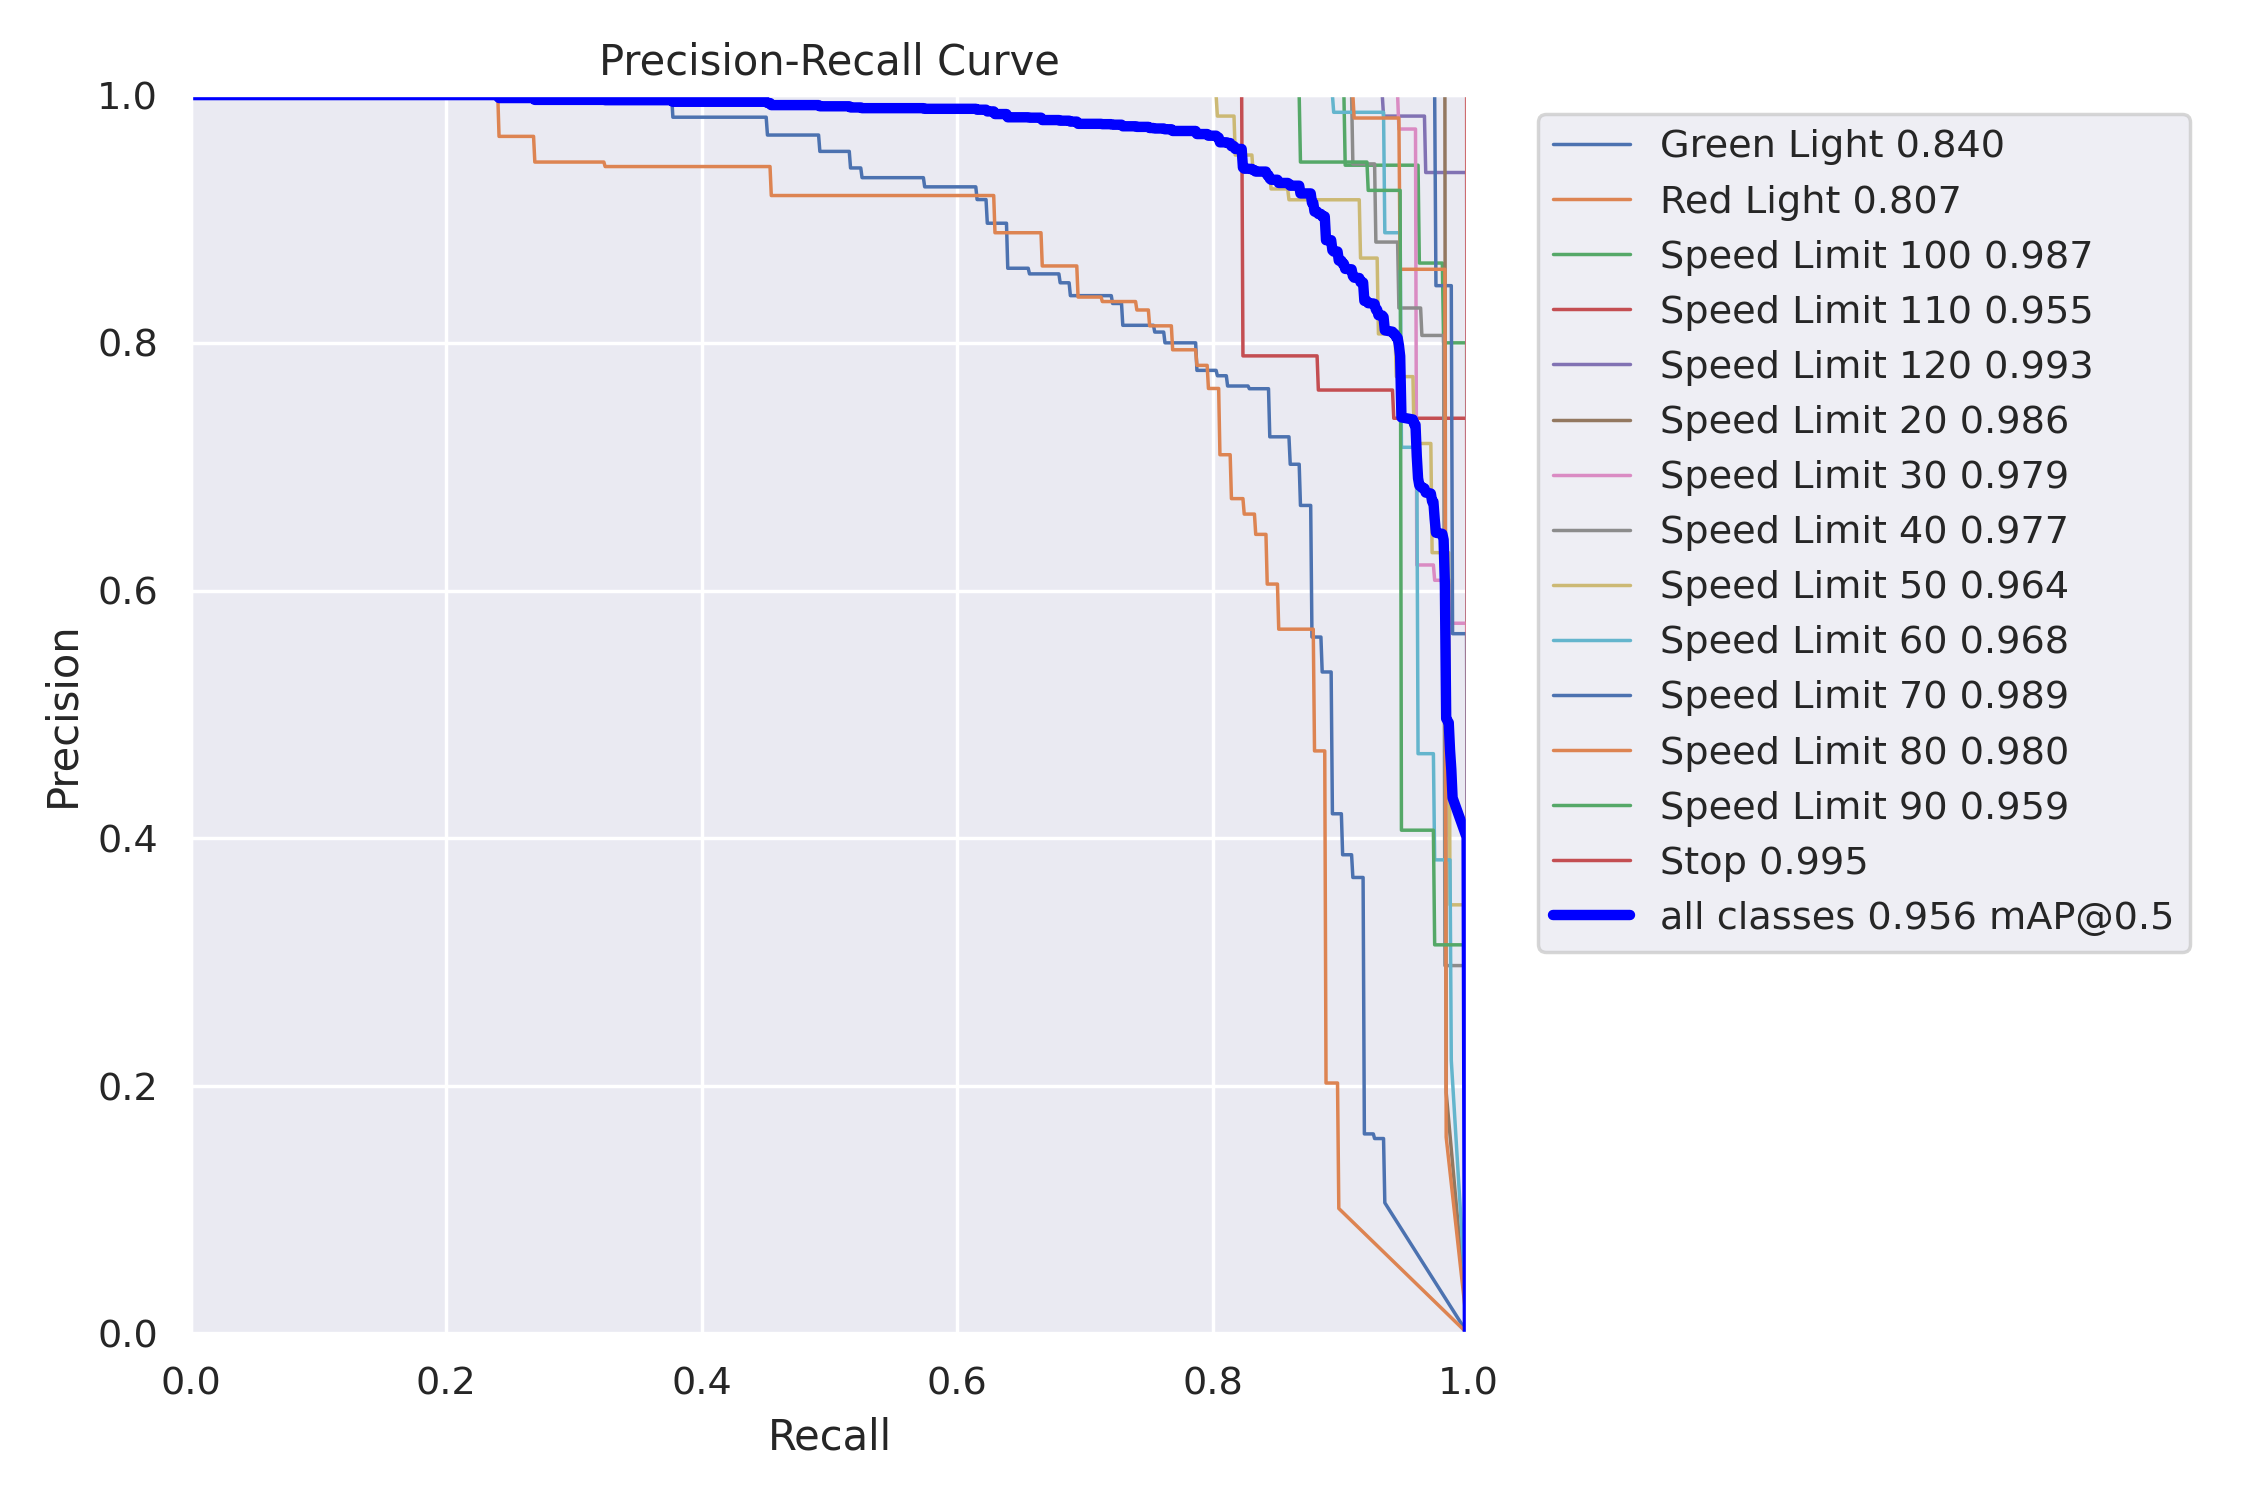 Precision-Recall Curve
1.0
0.8
0.6
0.4
0.2
0.0
Precision
0.0 0.2 0.4 0.6 0.8 1.0
Recall
Green Light 0.840
Red Light 0.807
Speed Limit 100 0.987
Speed Limit 110 0.955
Speed Limit 120 0.993
Speed Limit 20 0.986
Speed Limit 30 0.979
Speed Limit 40 0.977
Speed Limit 50 0.964
Speed Limit 60 0.968
Speed Limit 70 0.989
Speed Limit 80 0.980
Speed Limit 90 0.959
Stop 0.995
all classes 0.956 mAP@0.5